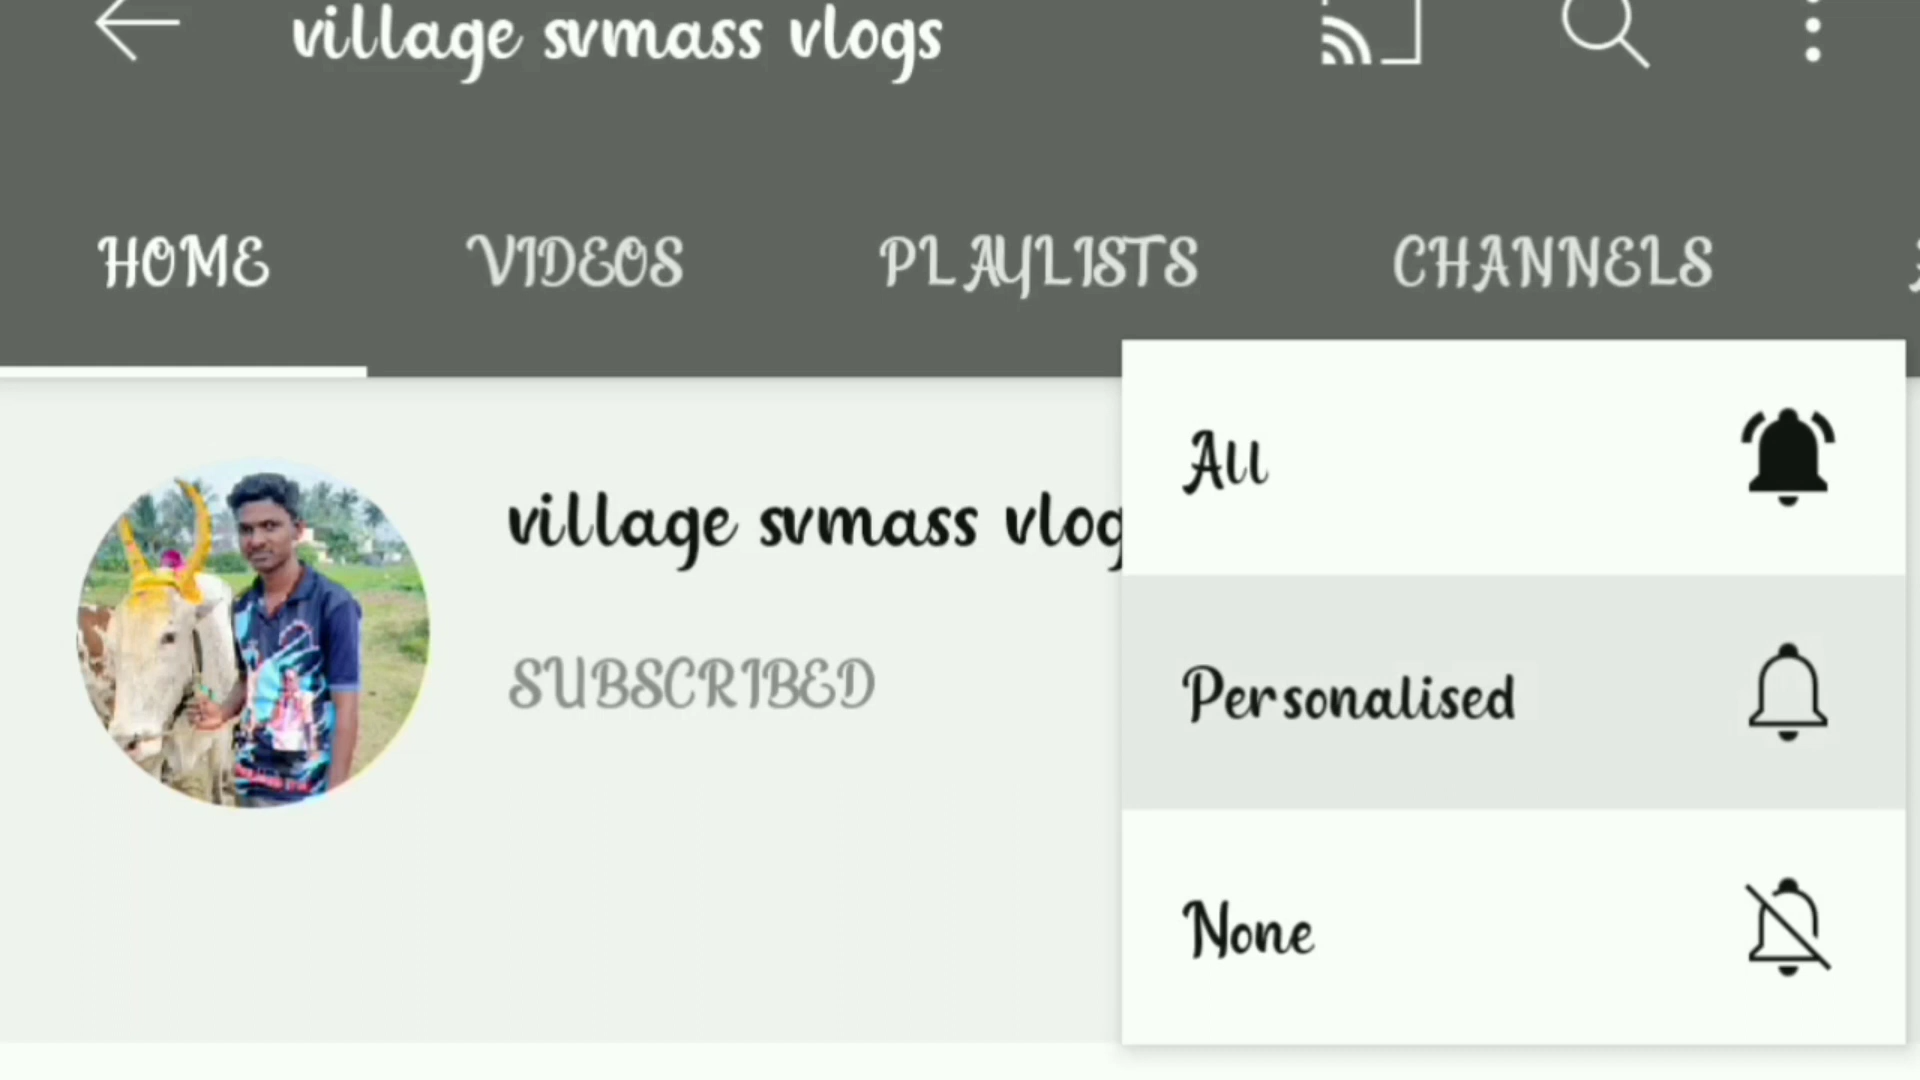 village svmass vlogs
HOME VIDEOS PLAYLISTS CHANNELS
village svmass vlog
SUBSCRIBED
All
Personalised
None